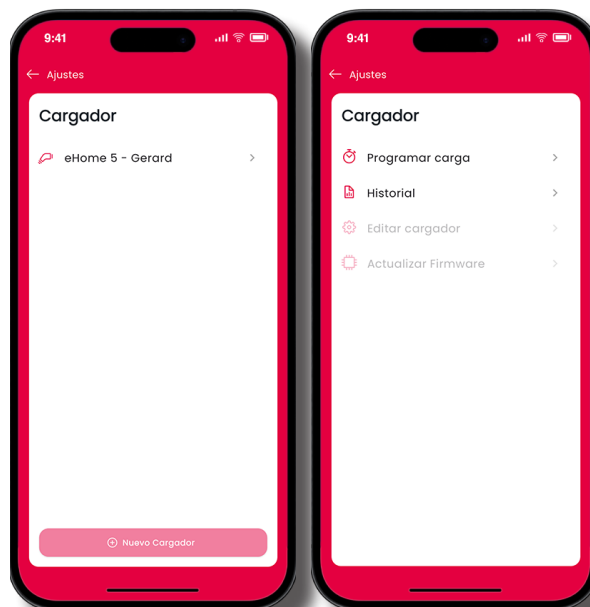 9:41
Ajustes
Cargador
eHome 5 - Gerard
Nuevo Cargador
9:41
Ajustes
Cargador
Programar carga
Historial
Editar cargador
Actualizar Firmware